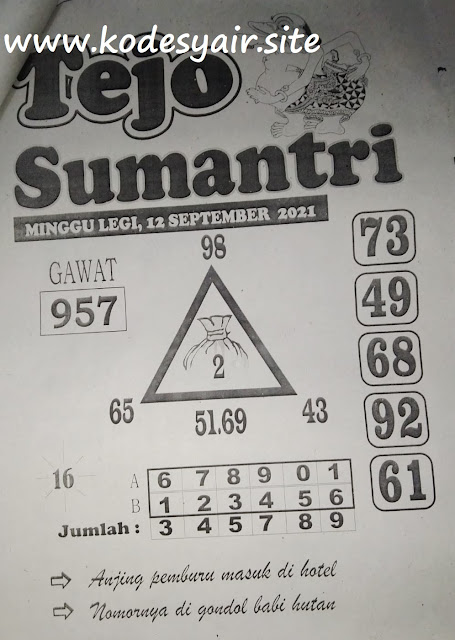 www.kodesyair.site
Tejo
Sumantri
MINGGU LEGI, 12 SEPTEMBER 2021
GAWAT
957
98
2
65
51.69
43
73
49
68
92
61
16
A 6 7 8 9 0 1
B 1 2 3 4 5 6
Jumlah : 3 4 5 7 8 9
⇨ Anjing pemburu masuk di hotel
⇨ Nomornya di gondol babi hutan